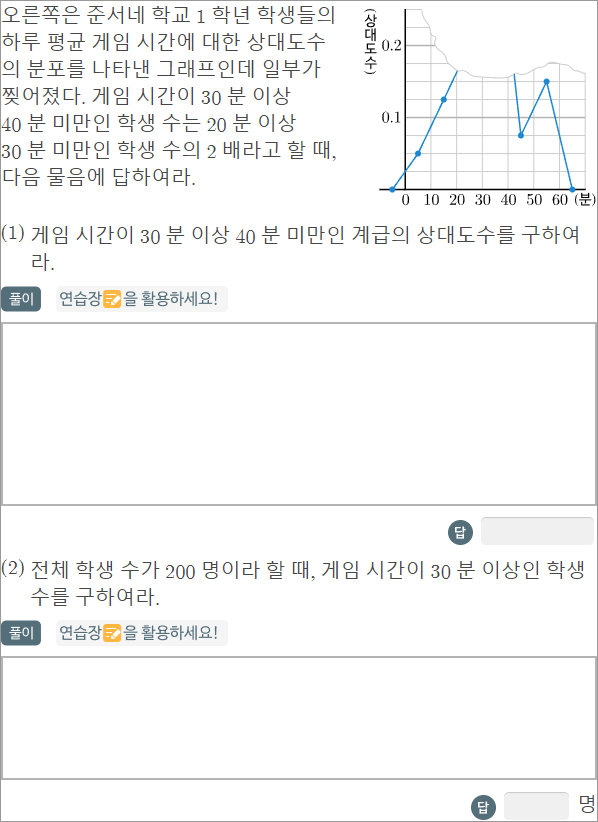 오른쪽은 준서네 학교 1 학년 학생들의
하루 평균 게임 시간에 대한 상대도수
의 분포를 나타낸 그래프인데 일부가
찢어졌다. 게임 시간이 30 분 이상
40 분 미만인 학생 수는 20 분 이상
30 분 미만인 학생 수의 2 배라고 할 때,
다음 물음에 답하여라.
(상대도수)
0.2
0.1
0 10 20 30 40 50 60 (분)
(1) 게임 시간이 30 분 이상 40 분 미만인 계급의 상대도수를 구하여
라.
풀이 연습장을 활용하세요!
답
(2) 전체 학생 수가 200 명이라 할 때, 게임 시간이 30 분 이상인 학생
수를 구하여라.
풀이 연습장을 활용하세요!
답 명